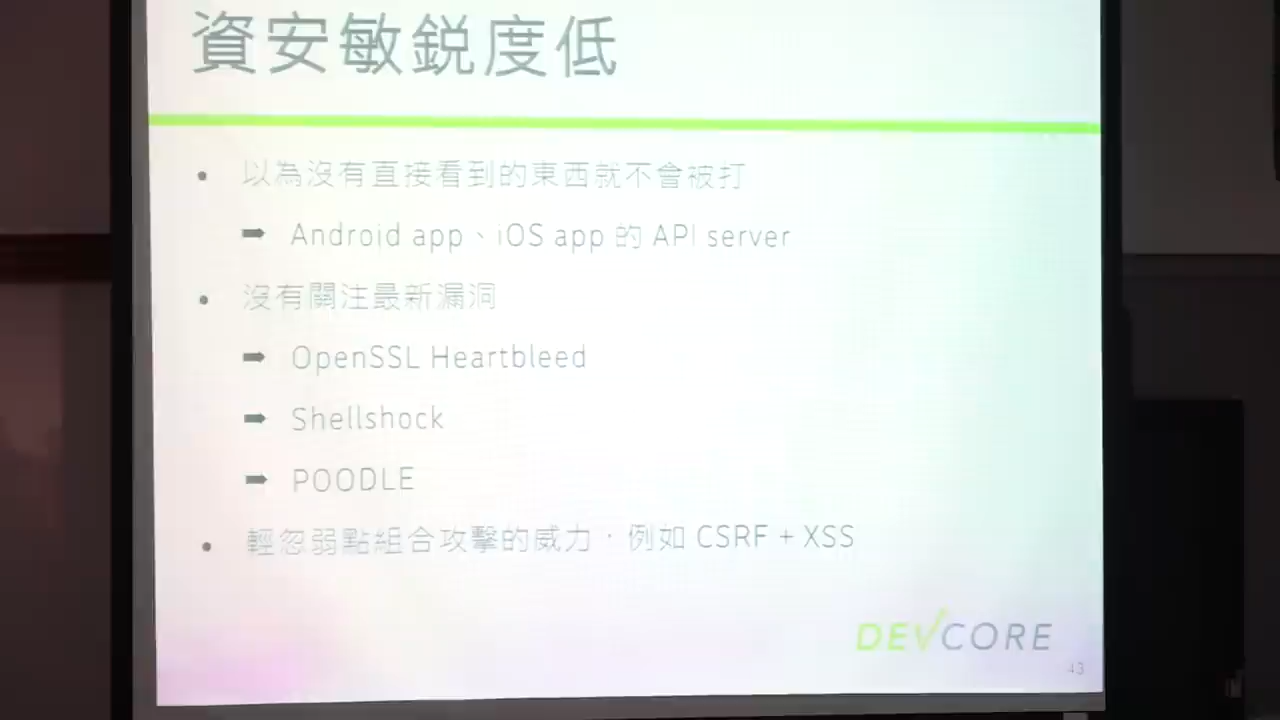 資安敏銳度低
• 以為沒有直接看到的東西就不會被打
➡ Android app、iOS app 的 API server
• 沒有關注最新漏洞
➡ OpenSSL Heartbleed
➡ Shellshock
➡ POODLE
• 輕忽弱點組合攻擊的威力，例如 CSRF + XSS
DEVCORE
43